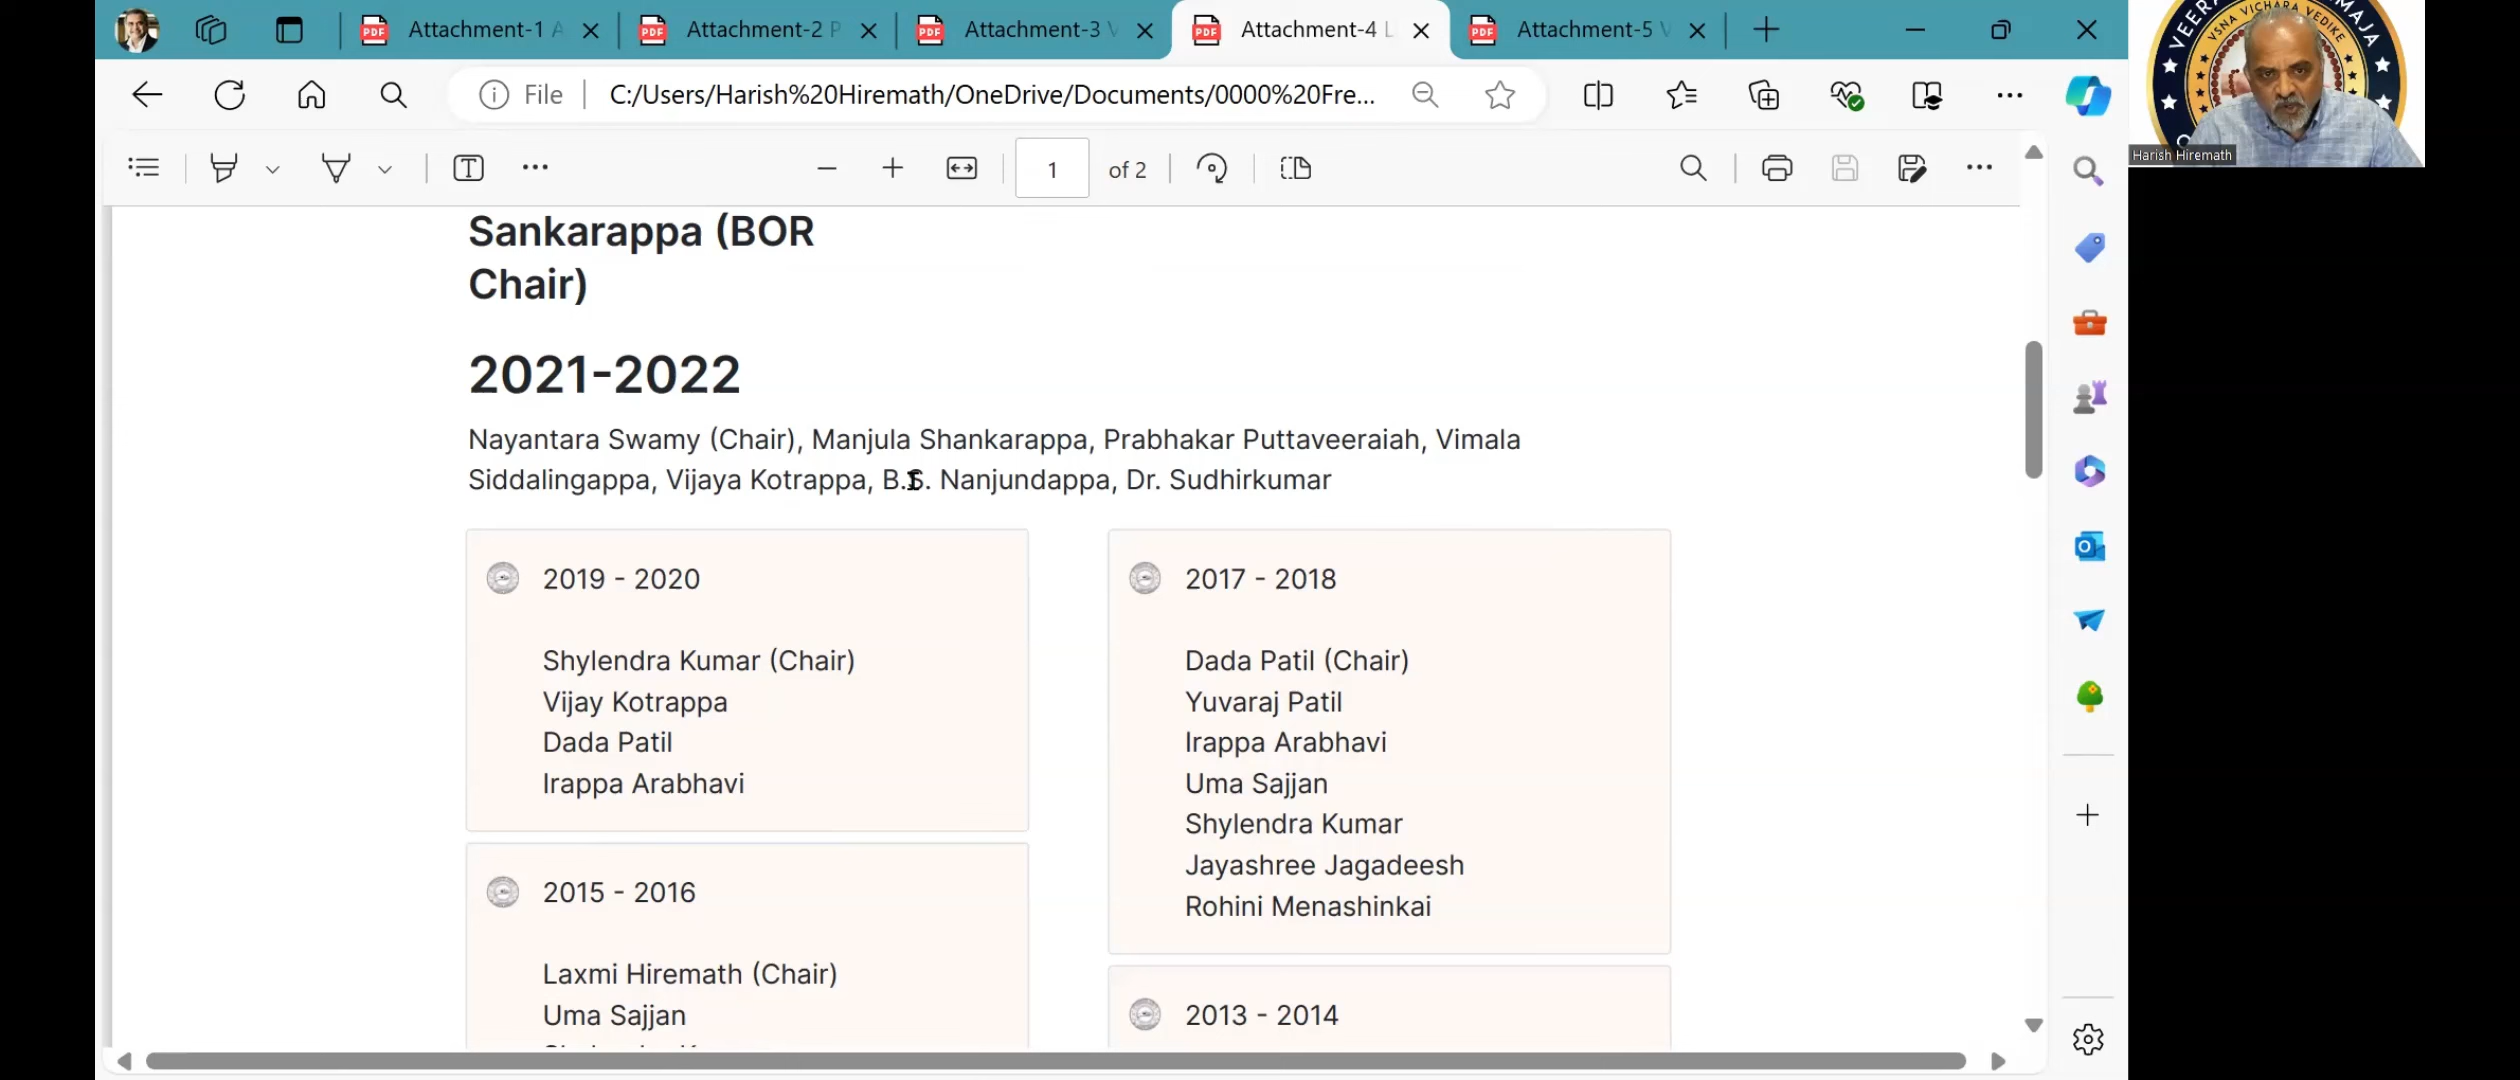 Attachment-1 A
Attachment-2 P
Attachment-3 V
Attachment-4 L
Attachment-5 V
File
C:/Users/Harish%20Hiremath/OneDrive/Documents/0000%20Fre...
1 of 2
Sankarappa (BOR
Chair)
2021-2022
Nayantara Swamy (Chair), Manjula Shankarappa, Prabhakar Puttaveeraiah, Vimala
Siddalingappa, Vijaya Kotrappa, B.S. Nanjundappa, Dr. Sudhirkumar
2019 - 2020
Shylendra Kumar (Chair)
Vijay Kotrappa
Dada Patil
Irappa Arabhavi
2017 - 2018
Dada Patil (Chair)
Yuvaraj Patil
Irappa Arabhavi
Uma Sajjan
Shylendra Kumar
Jayashree Jagadeesh
Rohini Menashinkai
2015 - 2016
Laxmi Hiremath (Chair)
Uma Sajjan
2013 - 2014
VSNA VICHARA VEDIKE
Harish Hiremath